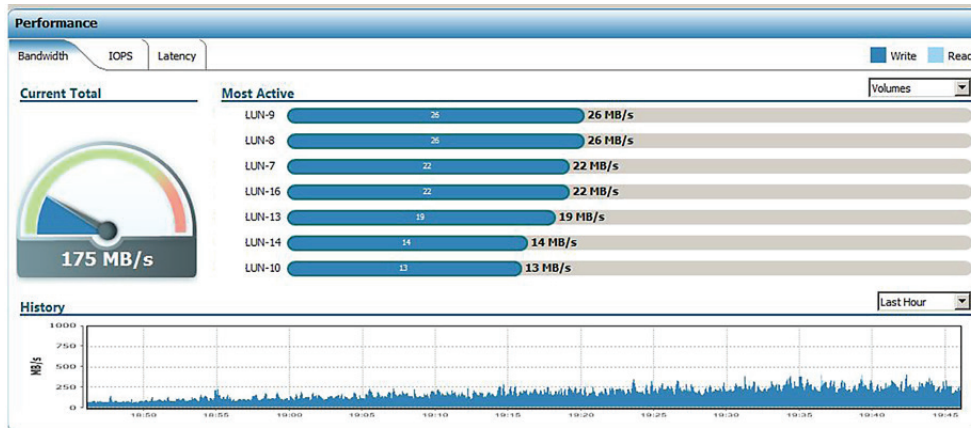 Performance
Bandwidth IOPS Latency Write Read
Current Total Most Active Volumes
LUN-9 26 26 MB/s
LUN-8 26 26 MB/s
LUN-7 22 22 MB/s
LUN-16 22 22 MB/s
LUN-13 19 19 MB/s
LUN-14 14 14 MB/s
LUN-10 13 13 MB/s
175 MB/s
History Last Hour
MB/s
1000
750
500
250
0
18:50 18:55 19:00 19:05 19:10 19:15 19:20 19:25 19:30 19:35 19:40 19:45